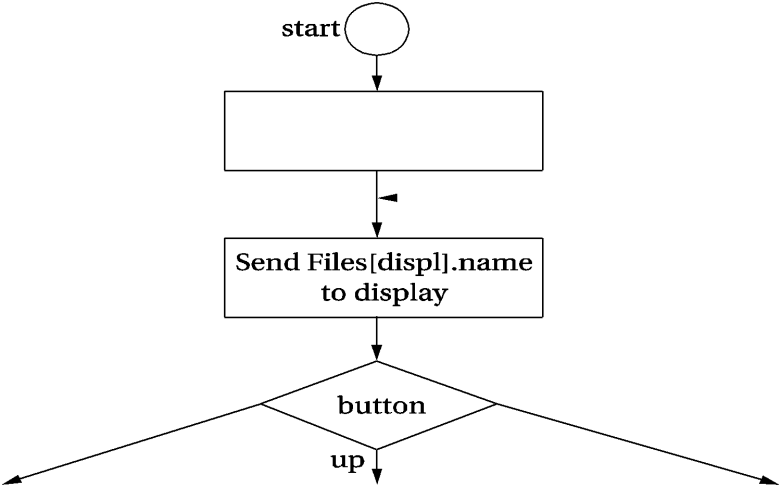 start
Send Files[displ].name
to display
button
up